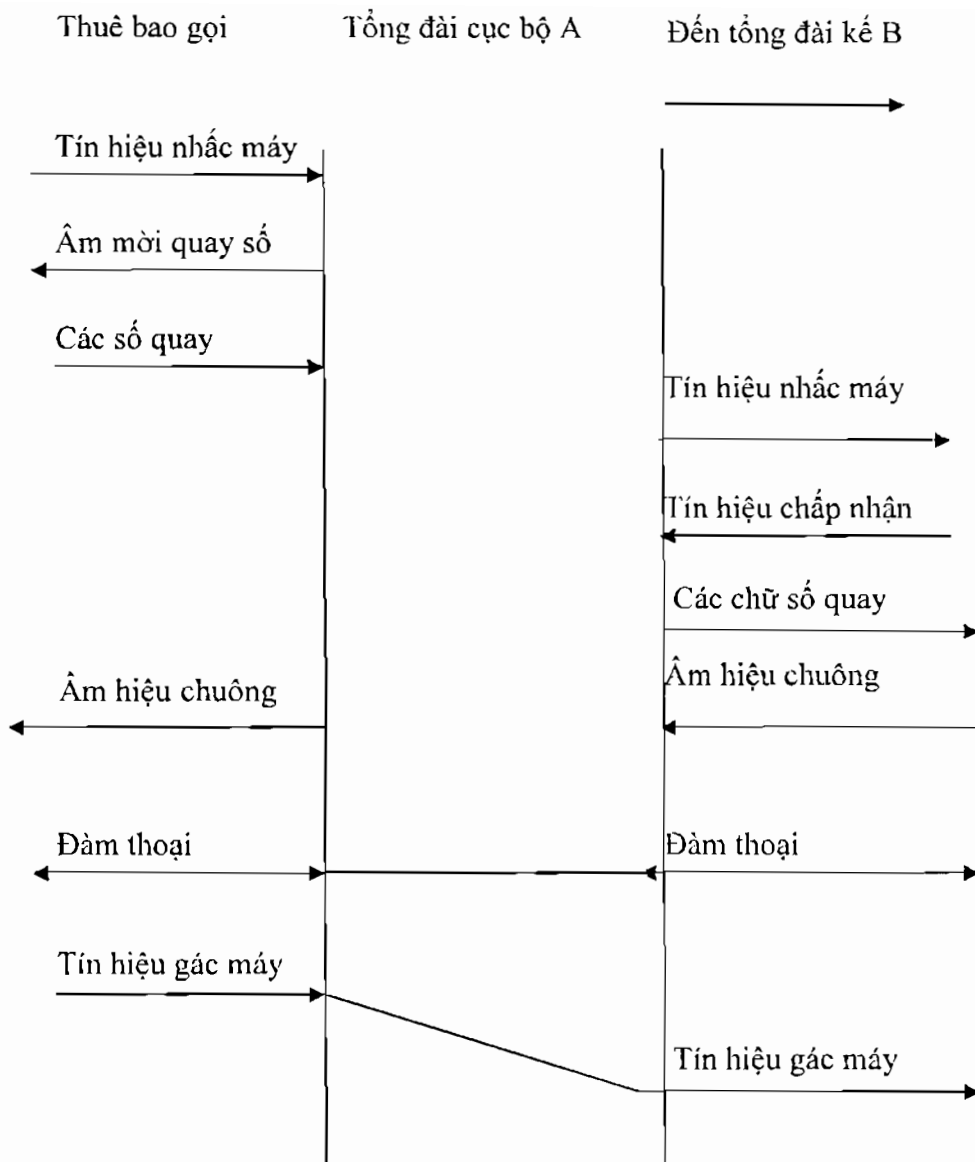 Thuê bao gọi
Tổng đài cục bộ A
Đến tổng đài kế B
Tín hiệu nhấc máy
Âm mời quay số
Các số quay
Tín hiệu nhấc máy
Tín hiệu chấp nhận
Các chữ số quay
Âm hiệu chuông
Âm hiệu chuông
Đàm thoại
Đàm thoại
Tín hiệu gác máy
Tín hiệu gác máy